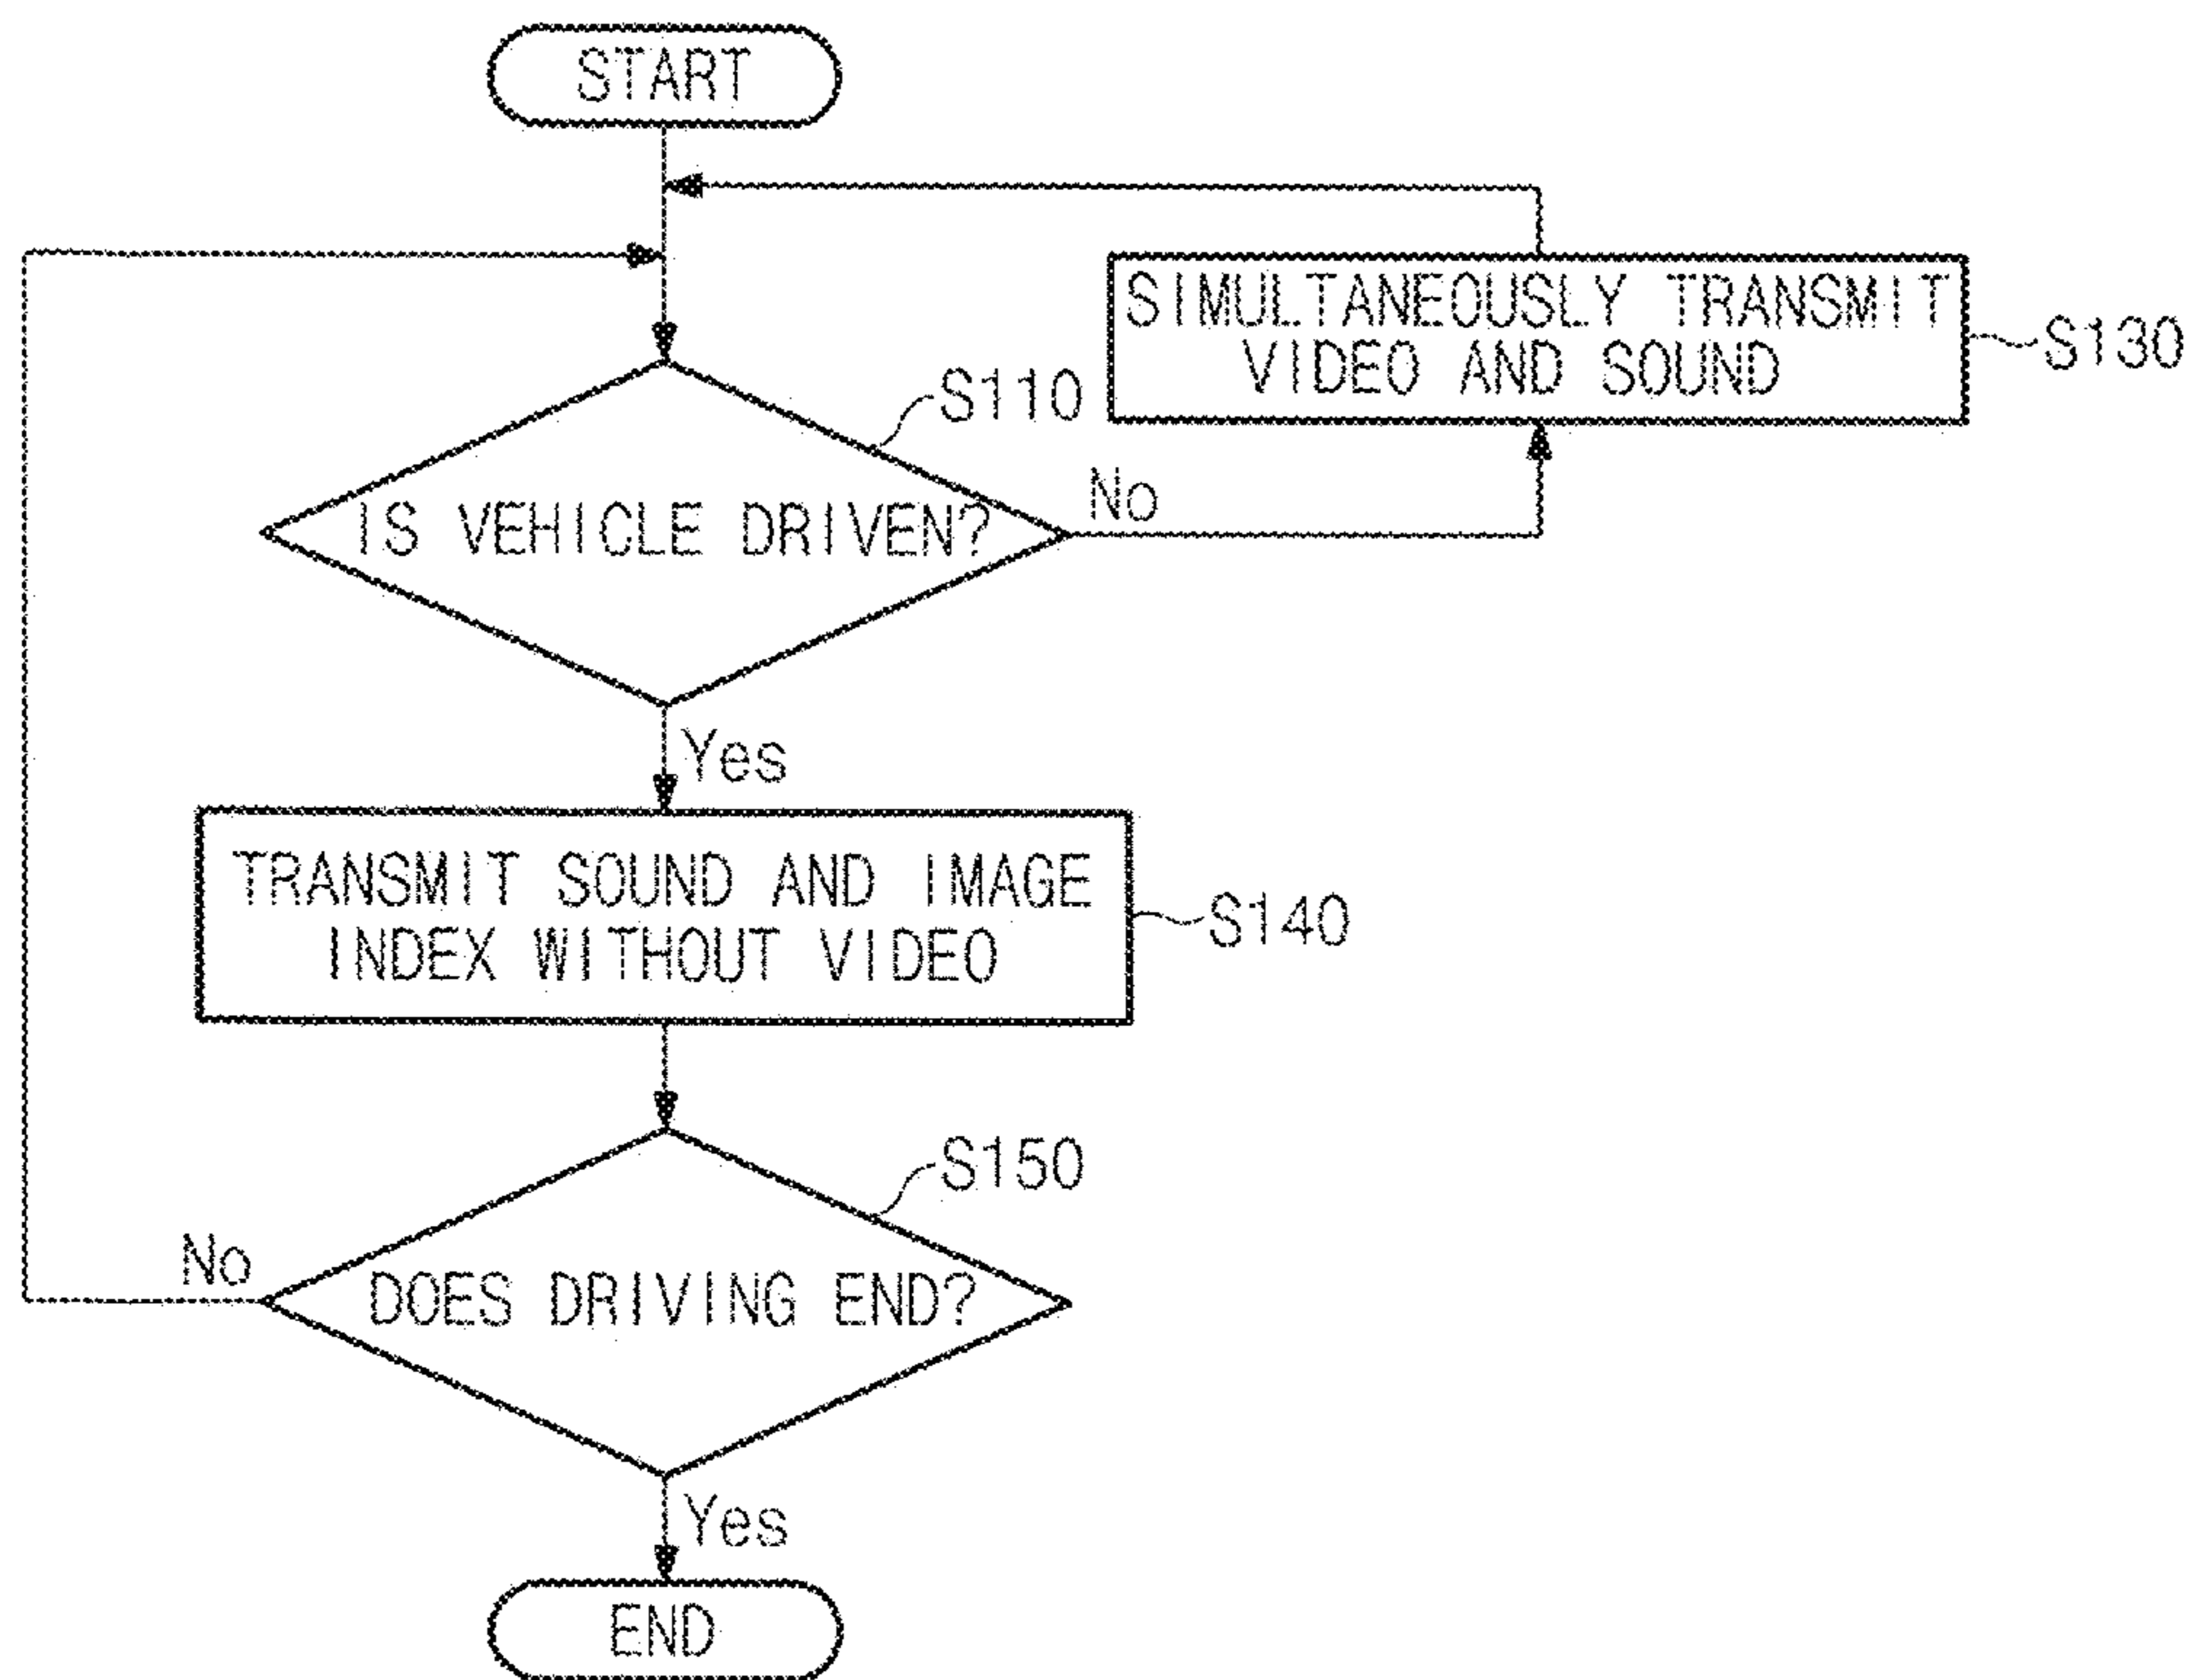 START
SIMULTANEOUSLY TRANSMIT
VIDEO AND SOUND
S130
S110
IS VEHICLE DRIVEN?
No
Yes
TRANSMIT SOUND AND IMAGE
INDEX WITHOUT VIDEO
S140
S150
No
DOES DRIVING END?
Yes
END